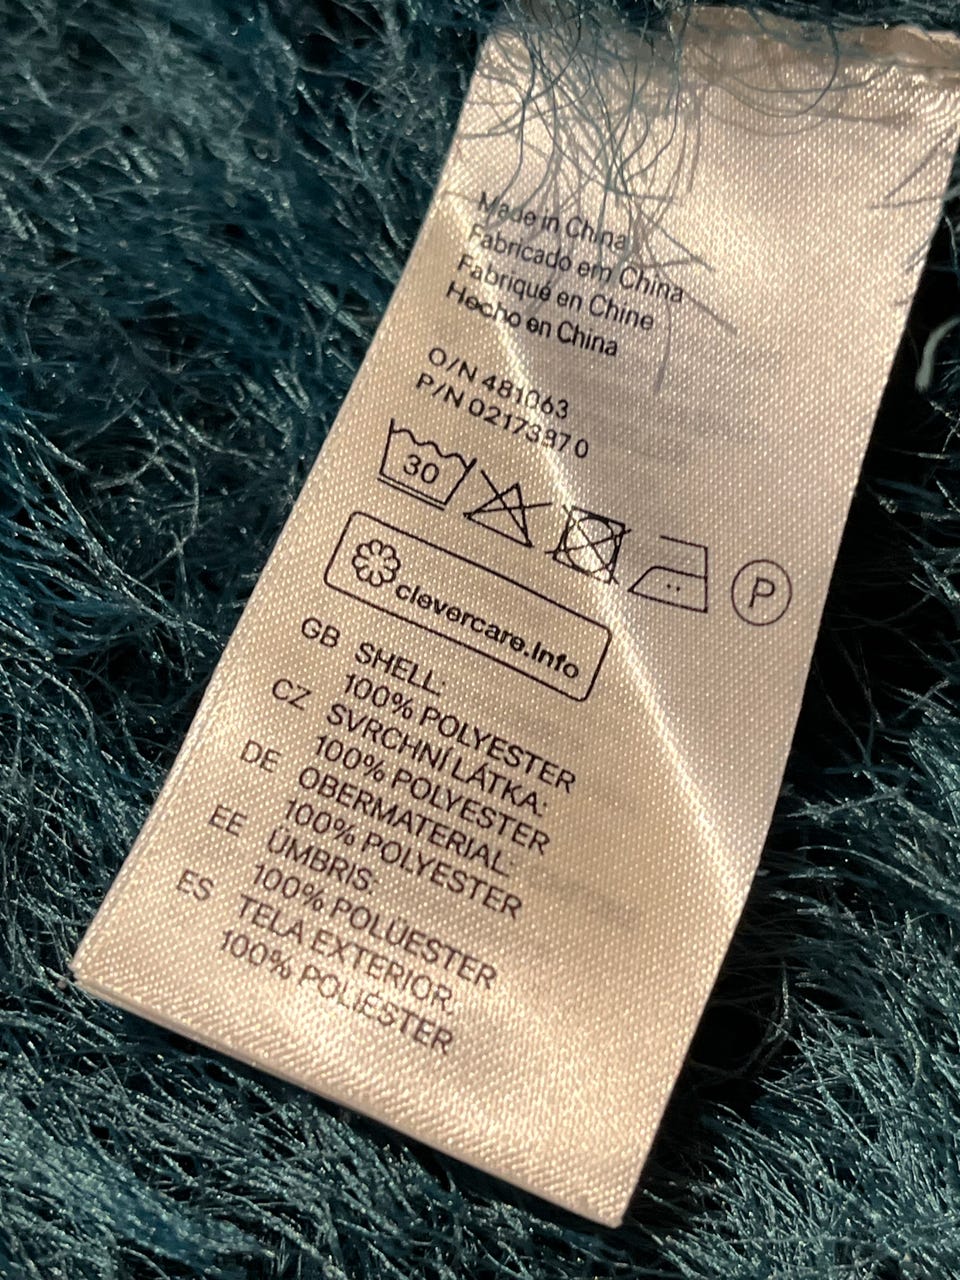 Made in China
Fabricado em China
Fabriqué en Chine
Hecho en China
O/N 481063
P/N 0217387 0
30
P
clevercare.info
GB SHELL:
100% POLYESTER
CZ SVRCHNÍ LÁTKA:
100% POLYESTER
DE OBERMATERIAL:
100% POLYESTER
EE ÜMBRIS:
100% POLÜESTER
ES TELA EXTERIOR:
100% POLIÉSTER